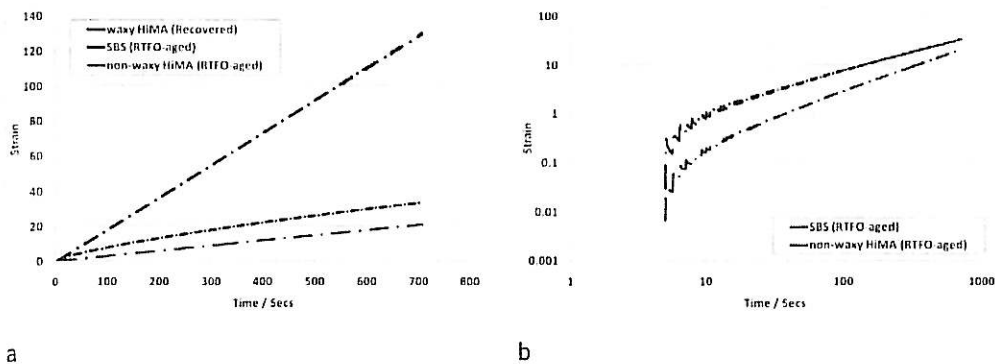 140
120
100
80
60
40
20
0
Strain
waxy HiMA (Recovered)
SBS (RTFO-aged)
non-waxy HiMA (RTFO-aged)
0 100 200 300 400 500 600 700 800
Time / Secs
a
100
10
1
0.1
0.01
0.001
Strain
SBS (RTFO aged)
non-waxy HiMA (RTFO-aged)
1 10 100 1000
Time / Secs
b